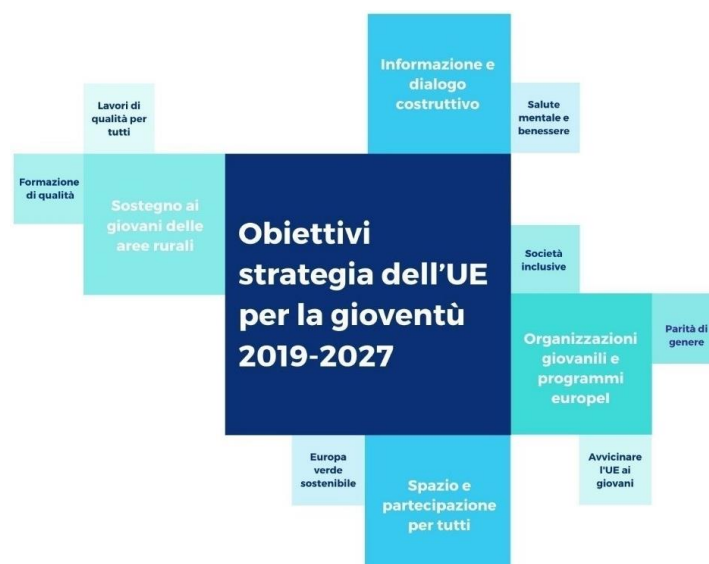 Informazione e
dialogo
costruttivo
Lavori di
qualità per
tutti
Salute
mentale e
benessere
Formazione
di qualità
Sostegno ai
giovani delle
aree rurali
Obiettivi
strategia dell'UE
per la gioventù
2019-2027
Società
inclusive
Organizzazioni
giovanili e
programmi
europeI
Parità di
genere
Europa
verde
sostenibile
Spazio e
partecipazione
per tutti
Avvicinare
l'UE ai
giovani